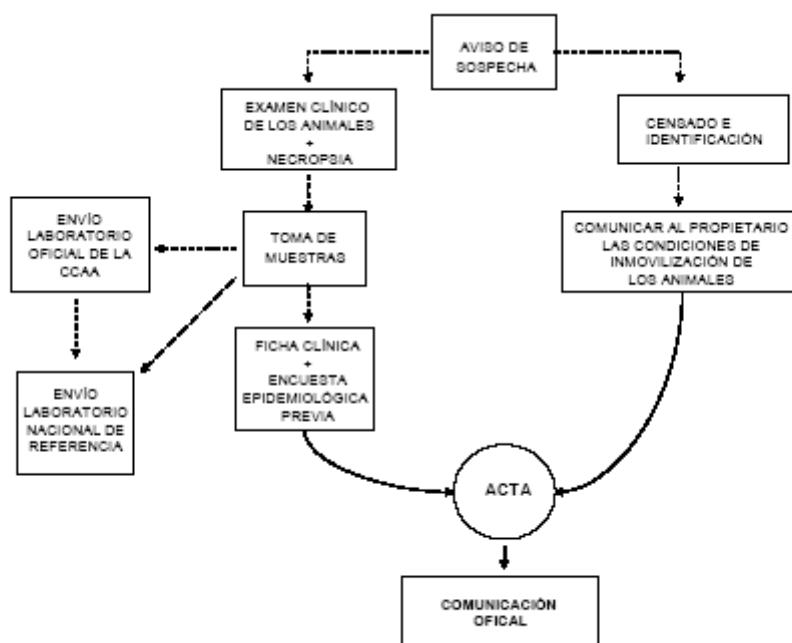 AVISO DE
SOSPECHA
EXAMEN CLÍNICO
DE LOS ANIMALES
+
NECROPSIA
CENSADO E
IDENTIFICACIÓN
ENVÍO
LABORATORIO
OFICIAL DE LA
CCAA
TOMA DE
MUESTRAS
COMUNICAR AL PROPIETARIO
LAS CONDICIONES DE
INMOVILIZACIÓN DE
LOS ANIMALES
FICHA CLÍNICA
+
ENCUESTA
EPIDEMIOLÓGICA
PREVIA
ENVÍO
LABORATORIO
NACIONAL DE
REFERENCIA
ACTA
COMUNICACIÓN
OFICAL